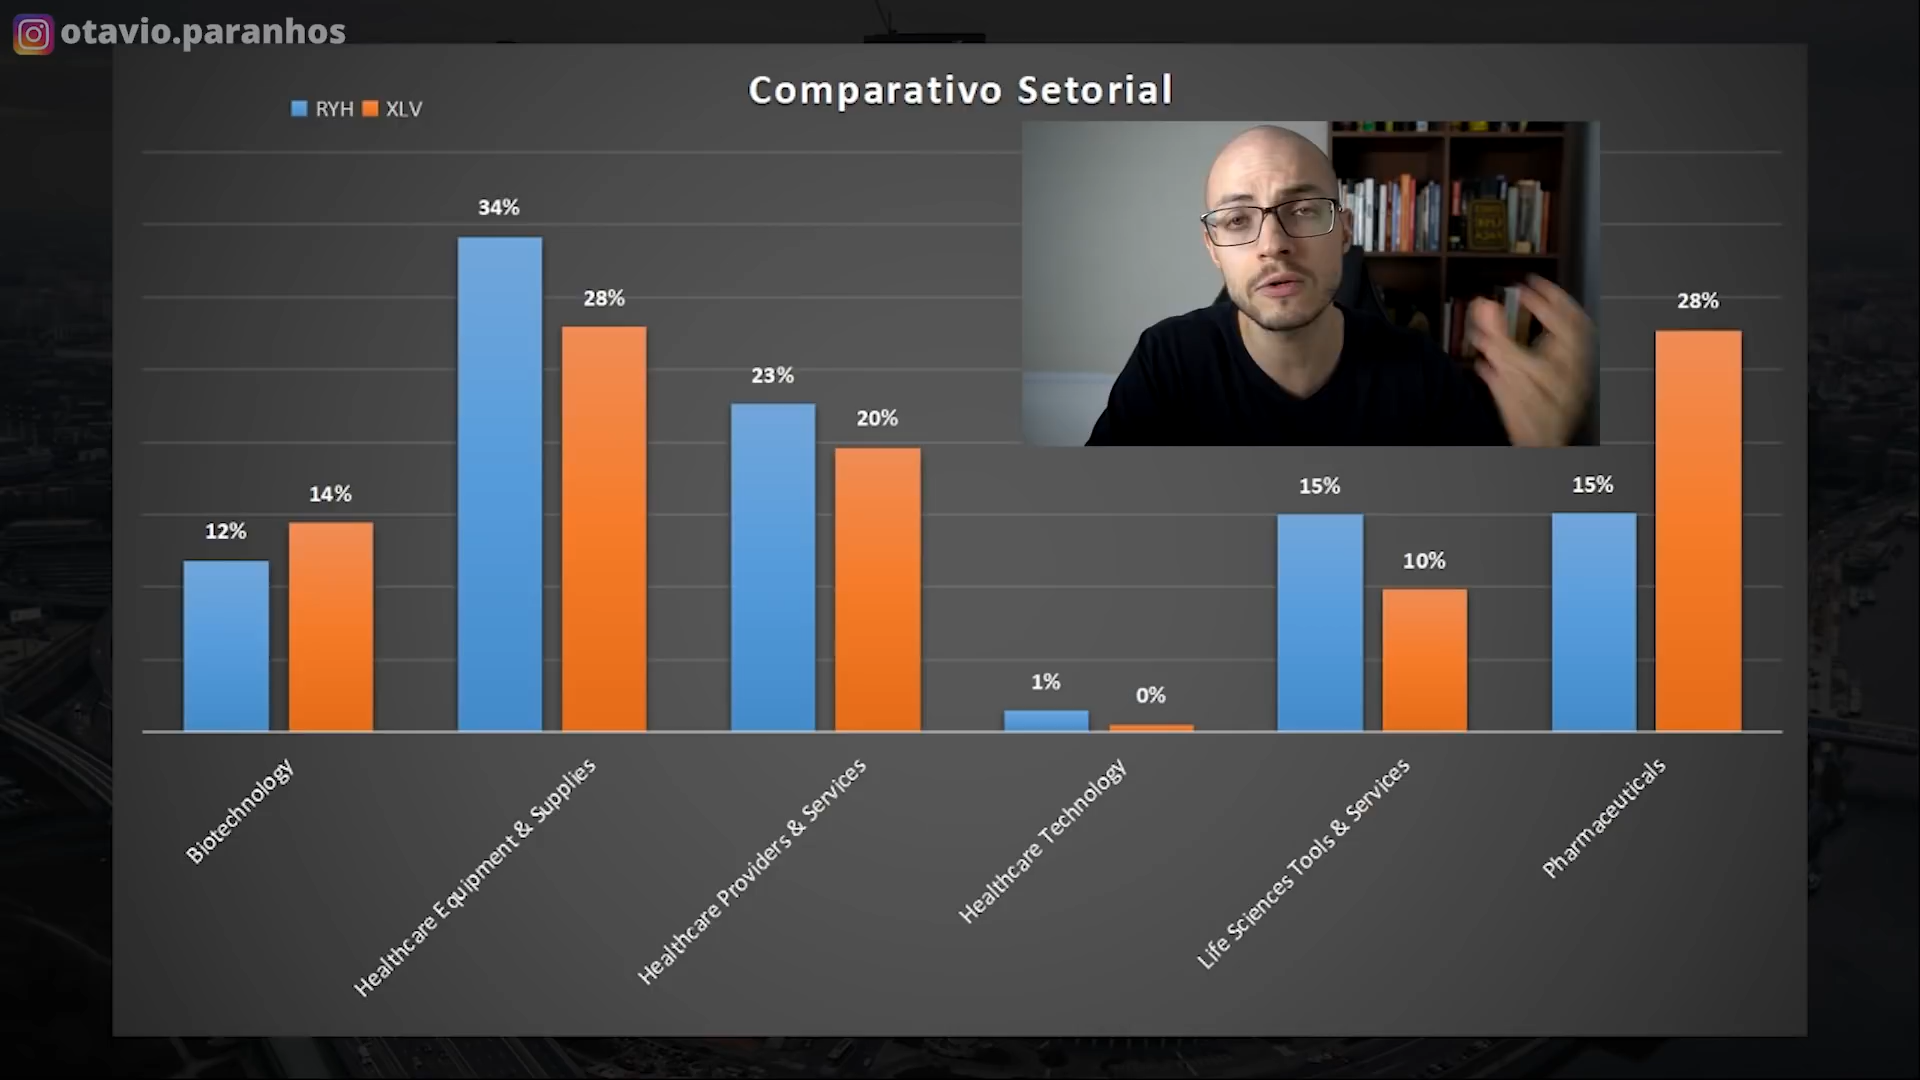 otavio.paranhos
Comparativo Setorial
RYH XLV
34%
28%
23%
20%
12%
14%
1%
0%
15%
10%
15%
28%
Biotechnology
Healthcare Equipment & Supplies
Healthcare Providers & Services
Healthcare Technology
Life Sciences Tools & Services
Pharmaceuticals